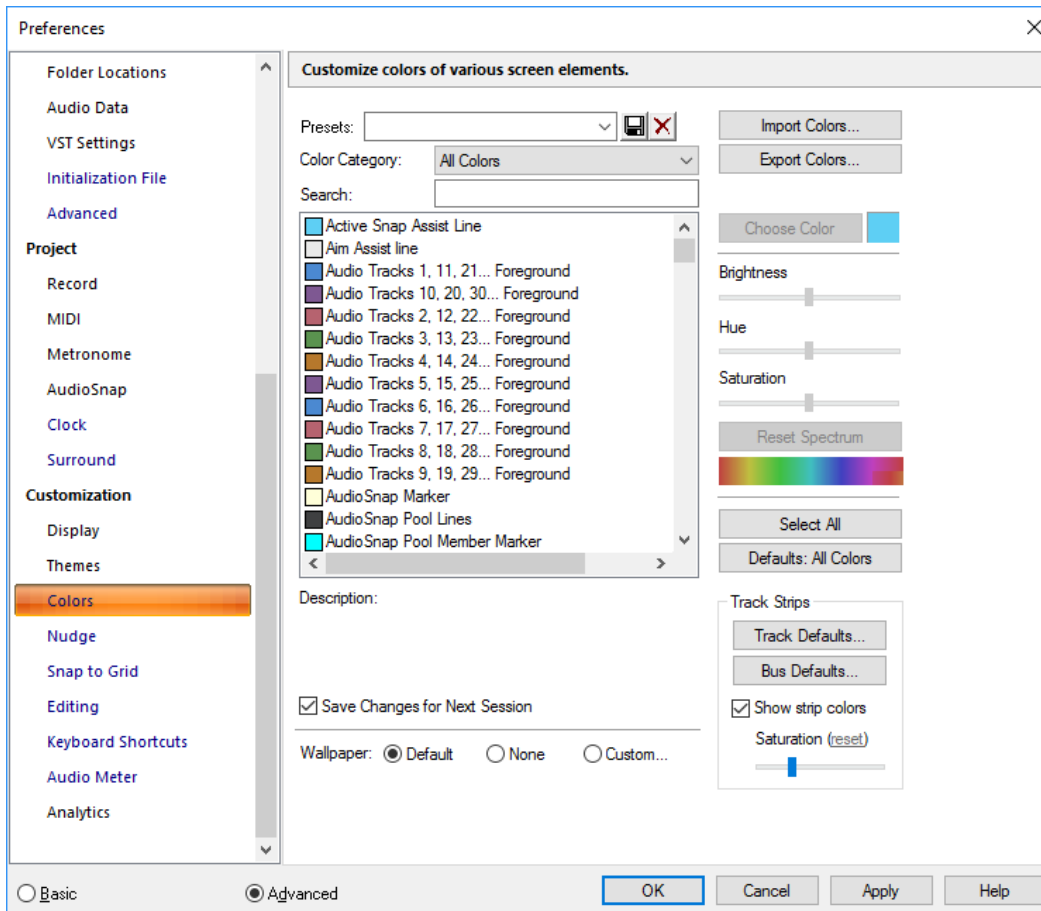 Preferences
Folder Locations
Audio Data
VST Settings
Initialization File
Advanced
Project
Record
MIDI
Metronome
AudioSnap
Clock
Surround
Customization
Display
Themes
Colors
Nudge
Snap to Grid
Editing
Keyboard Shortcuts
Audio Meter
Analytics
Customize colors of various screen elements.
Presets:
Color Category: All Colors
Search:
Active Snap Assist Line
Aim Assist line
Audio Tracks 1, 11, 21... Foreground
Audio Tracks 10, 20, 30... Foreground
Audio Tracks 2, 12, 22... Foreground
Audio Tracks 3, 13, 23... Foreground
Audio Tracks 4, 14, 24... Foreground
Audio Tracks 5, 15, 25... Foreground
Audio Tracks 6, 16, 26... Foreground
Audio Tracks 7, 17, 27... Foreground
Audio Tracks 8, 18, 28... Foreground
Audio Tracks 9, 19, 29... Foreground
AudioSnap Marker
AudioSnap Pool Lines
AudioSnap Pool Member Marker
Description:
Save Changes for Next Session
Wallpaper: Default None Custom...
Import Colors...
Export Colors...
Choose Color
Brightness
Hue
Saturation
Reset Spectrum
Select All
Defaults: All Colors
Track Strips
Track Defaults...
Bus Defaults...
Show strip colors
Saturation (reset)
Basic Advanced OK Cancel Apply Help